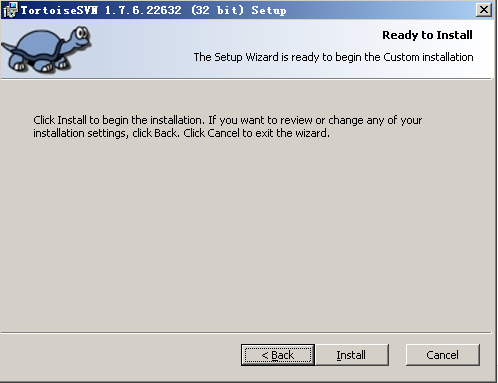 TortoiseSVN 1.7.6.22632 (32 bit) Setup
Ready to Install
The Setup Wizard is ready to begin the Custom installation
Click Install to begin the installation. If you want to review or change any of your
installation settings, click Back. Click Cancel to exit the wizard.
< Back
Install
Cancel